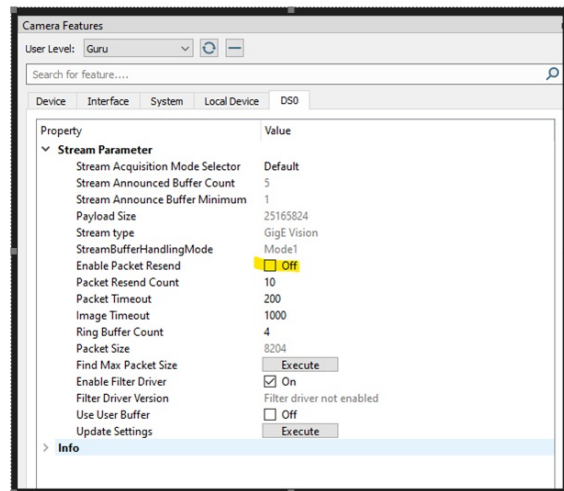 Camera Features
User Level: Guru
Search for feature....
Device Interface System Local Device DS0
Property Value
Stream Parameter
Stream Acquisition Mode Selector Default
Stream Announced Buffer Count 5
Stream Announce Buffer Minimum 1
Payload Size 25165824
Stream type GigE Vision
StreamBufferHandlingMode Mode1
Enable Packet Resend Off
Packet Resend Count 10
Packet Timeout 200
Image Timeout 1000
Ring Buffer Count 4
Packet Size 8204
Find Max Packet Size Execute
Enable Filter Driver On
Filter Driver Version Filter driver not enabled
Use User Buffer Off
Update Settings Execute
Info